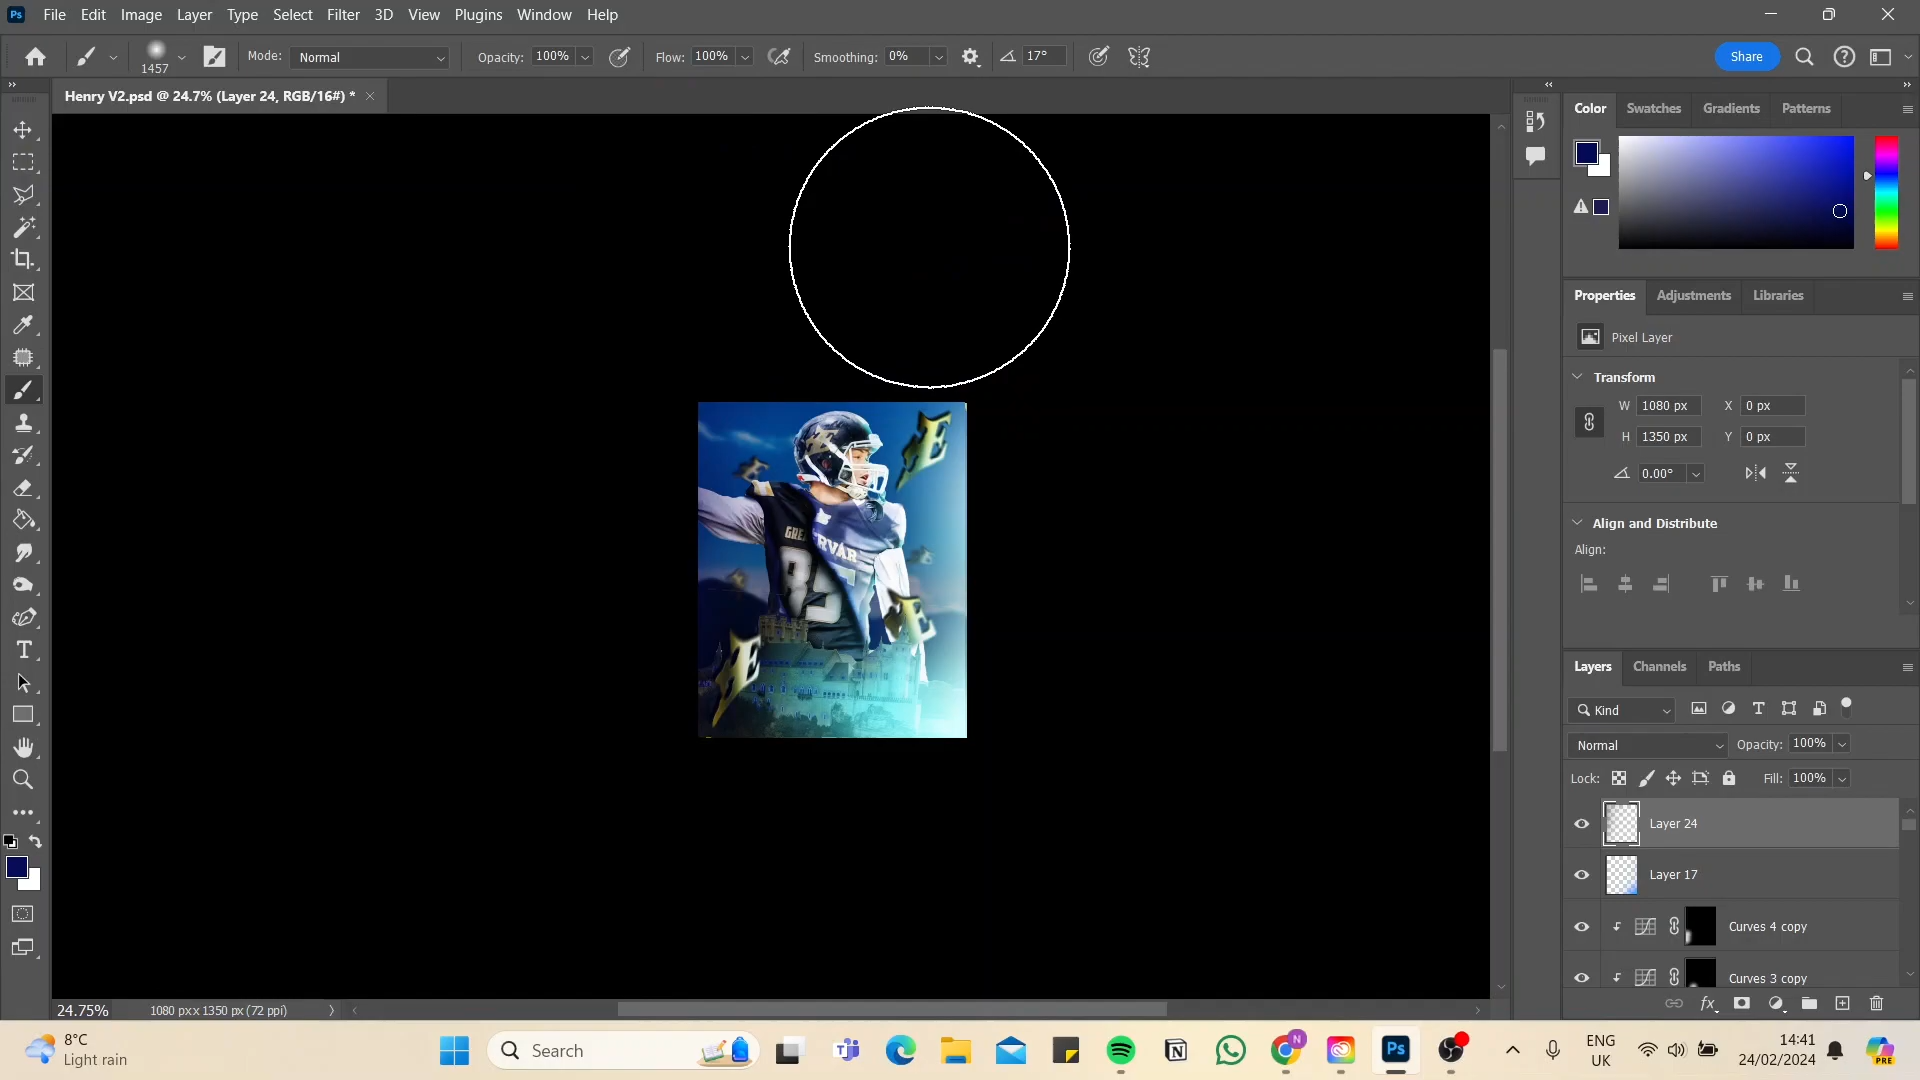 Ps File Edit Image Layer Type Select Filter 3D View Plugins Window Help
1457 Mode: Normal Opacity: 100% Flow: 100% Smoothing: 0% 17° Share
Henry V2.psd @ 24.7% (Layer 24, RGB/16#) *
Color Swatches Gradients Patterns
Properties Adjustments Libraries
Pixel Layer
Transform
W 1080 px X 0 px
H 1350 px Y 0 px
0.00°
Align and Distribute
Align:
E
85
E
E
Layers Channels Paths
Kind
Normal Opacity: 100%
Lock: Fill: 100%
Layer 24
Layer 17
Curves 4 copy
Curves 3 copy
24.75% 1080 px x 1350 px (72 ppi)
8°C
Light rain
Search
N
Ps
ENG
UK
14:41
24/02/2024
PRE